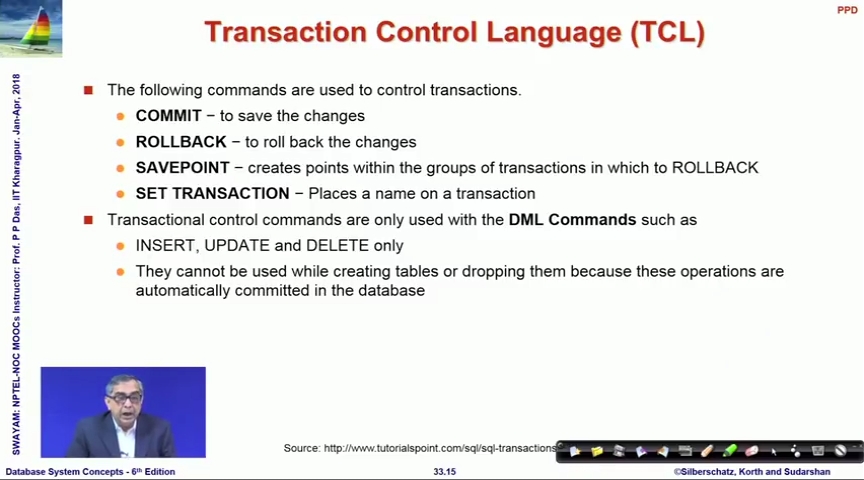 PPD
Transaction Control Language (TCL)
The following commands are used to control transactions.
COMMIT − to save the changes
ROLLBACK − to roll back the changes
SAVEPOINT − creates points within the groups of transactions in which to ROLLBACK
SET TRANSACTION − Places a name on a transaction
Transactional control commands are only used with the DML Commands such as
INSERT, UPDATE and DELETE only
They cannot be used while creating tables or dropping them because these operations are
automatically committed in the database
SWAYAM: NPTEL-NOC MOOCs Instructor: Prof. P P Das, IIT Kharagpur. Jan-Apr, 2018
Source: http://www.tutorialspoint.com/sql/sql-transactions
Database System Concepts - 6th Edition
33.15
©Silberschatz, Korth and Sudarshan